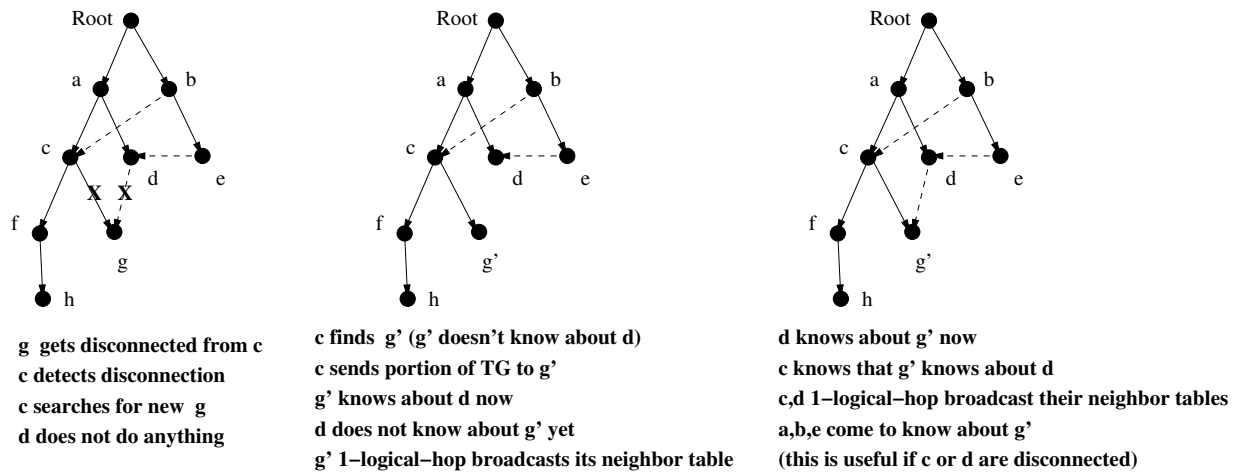 Root
a
b
c
d
e
X X
f
g
h
g gets disconnected from c
c detects disconnection
c searches for new g
d does not do anything
Root
a
b
c
d
e
f
g’
h
c finds g’ (g’ doesn’t know about d)
c sends portion of TG to g’
g’ knows about d now
d does not know about g’ yet
g’ 1−logical−hop broadcasts its neighbor table
Root
a
b
c
d
e
f
g’
h
d knows about g’ now
c knows that g’ knows about d
c,d 1−logical−hop broadcast their neighbor tables
a,b,e come to know about g’
(this is useful if c or d are disconnected)